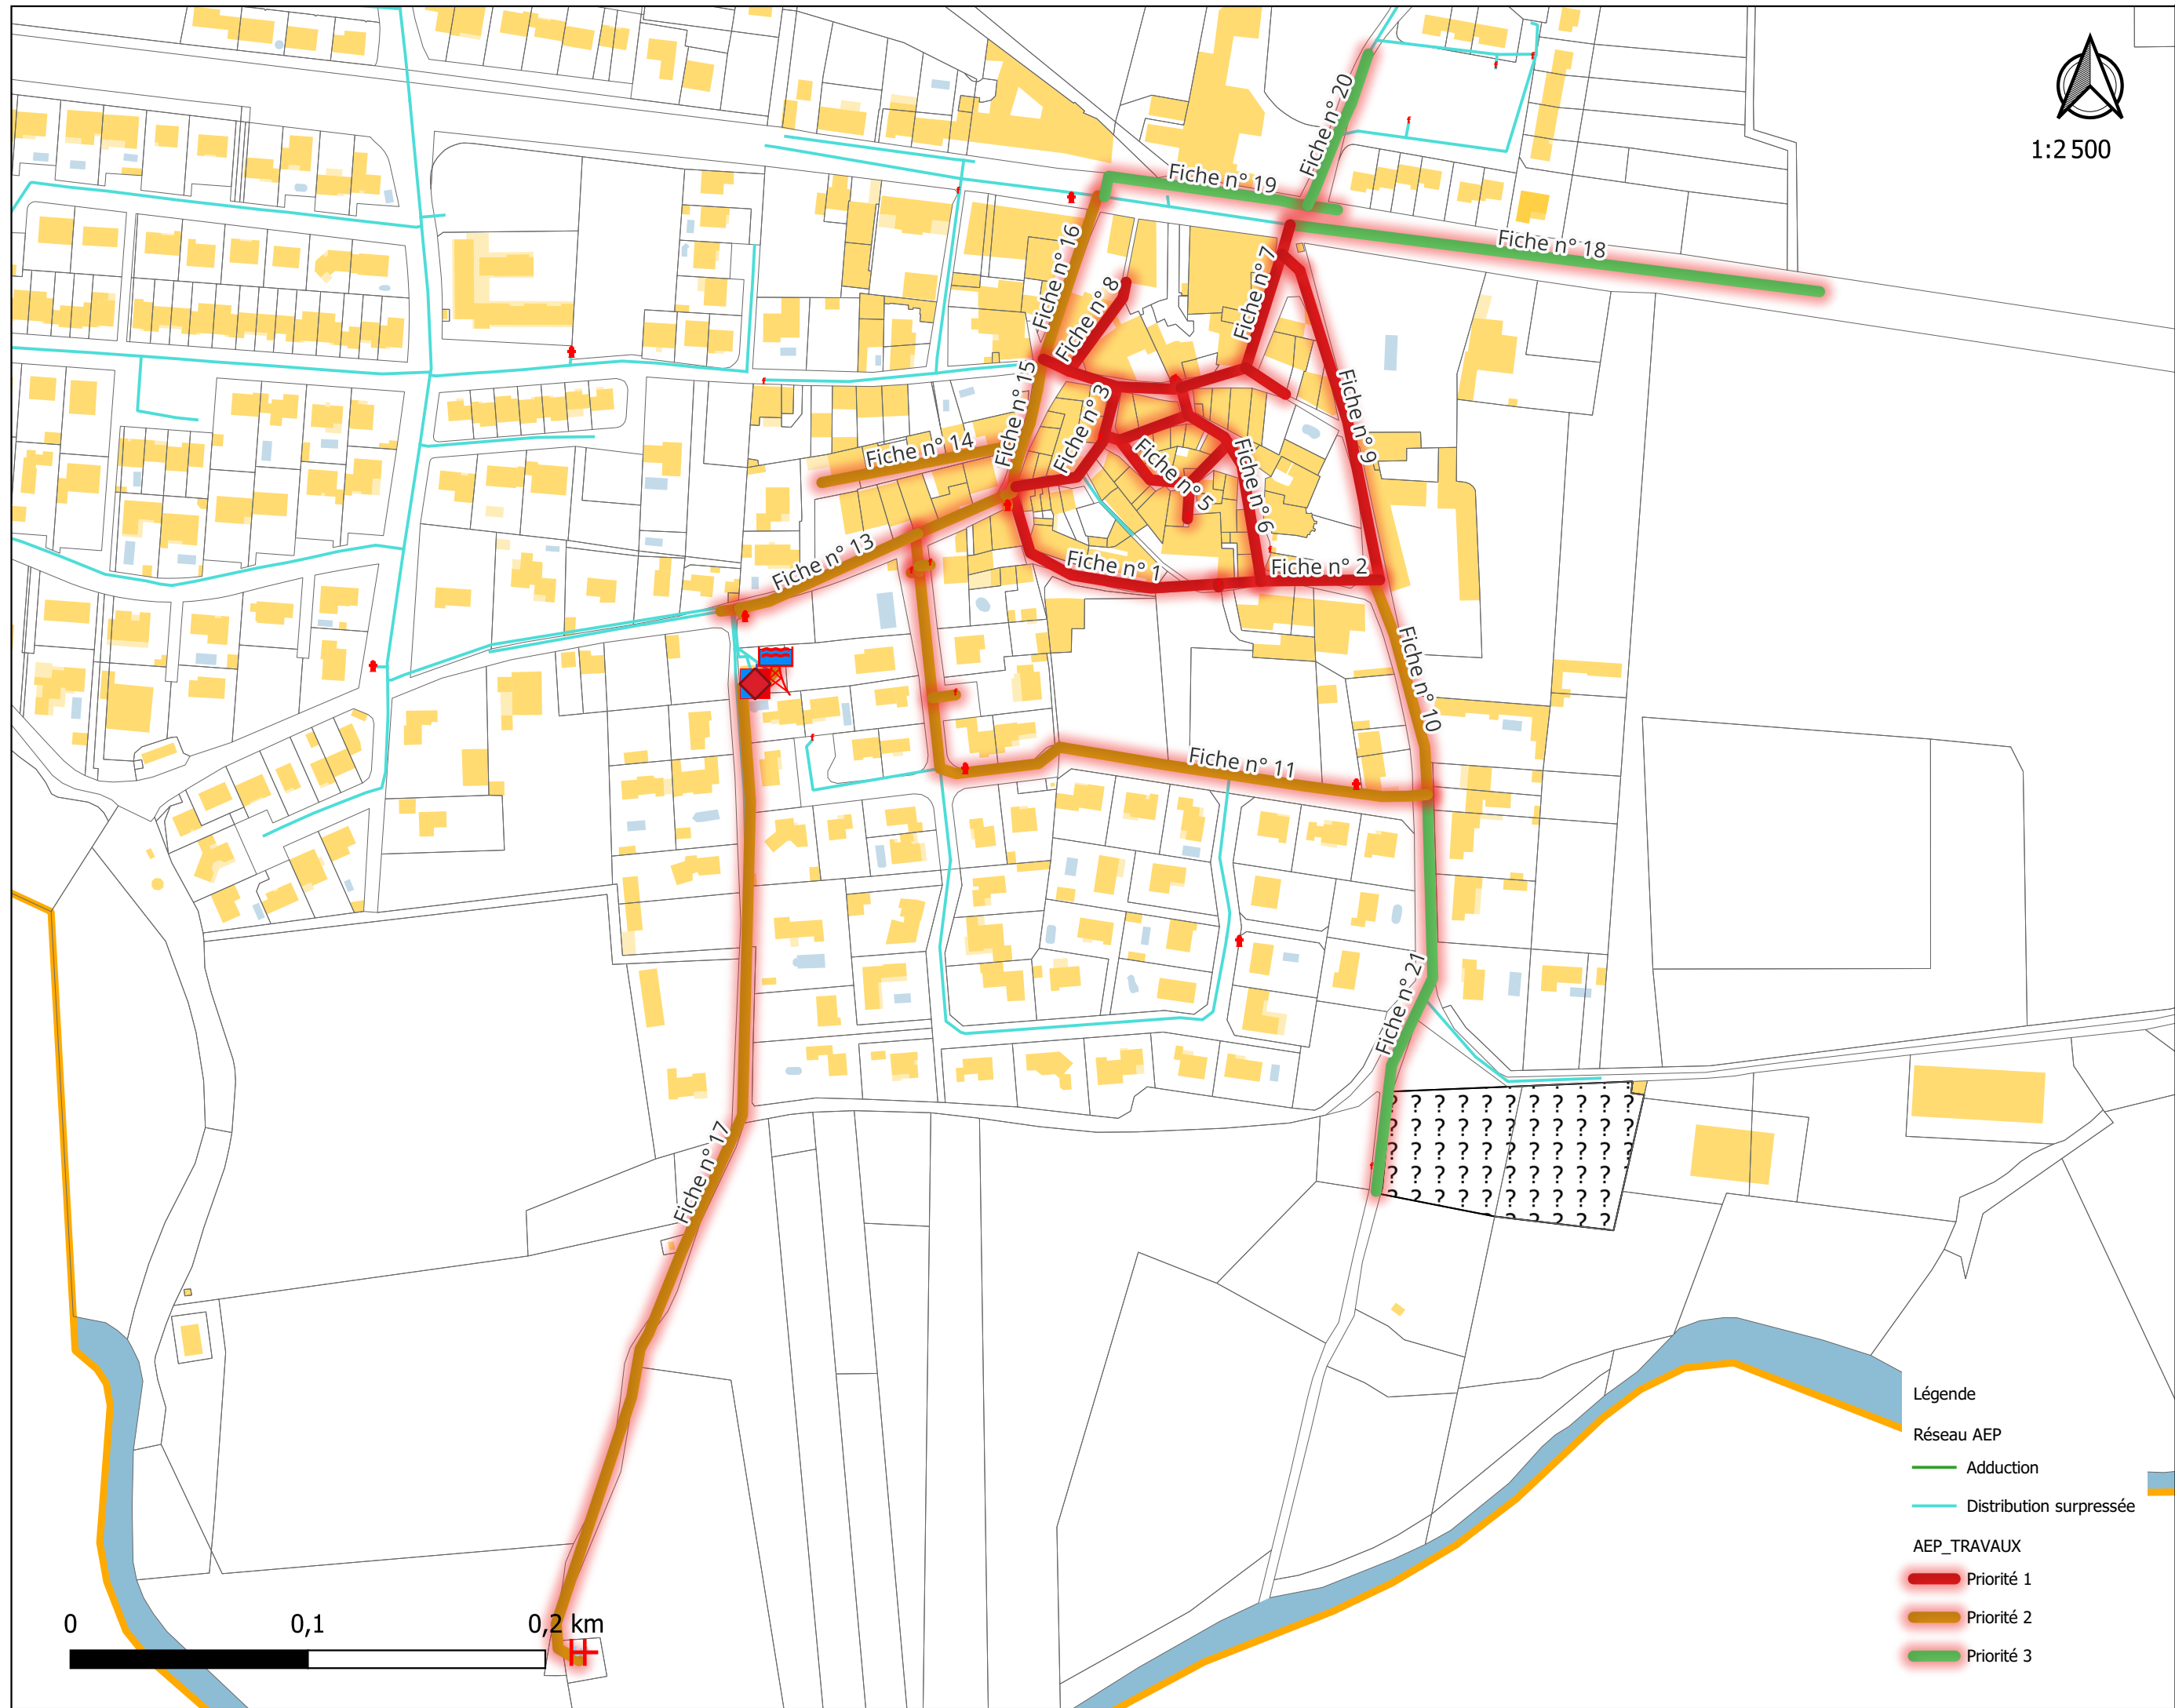 1:2 500
Fiche n° 20
Fiche n° 19
Fiche n° 18
Fiche n° 16
Fiche n° 7
Fiche n° 8
Fiche n° 15
Fiche n° 3
Fiche n° 9
Fiche n° 14
Fiche n° 5
Fiche n° 6
Fiche n° 13
Fiche n° 1
Fiche n° 2
Fiche n° 10
Fiche n° 11
Fiche n° 21
Fiche n° 17
? ? ? ? ? ? ? ? ? ? ?
? ? ? ? ? ? ? ? ? ? ?
? ? ? ? ? ? ? ? ? ? ?
? ? ? ? ? ? ? ? ? ? ?
? ? ? ? ? ? ? ? ? ?
? ? ? ? ?
Légende
Réseau AEP
Adduction
Distribution surpressée
AEP_TRAVAUX
Priorité 1
Priorité 2
Priorité 3
0 0,1 0,2 km